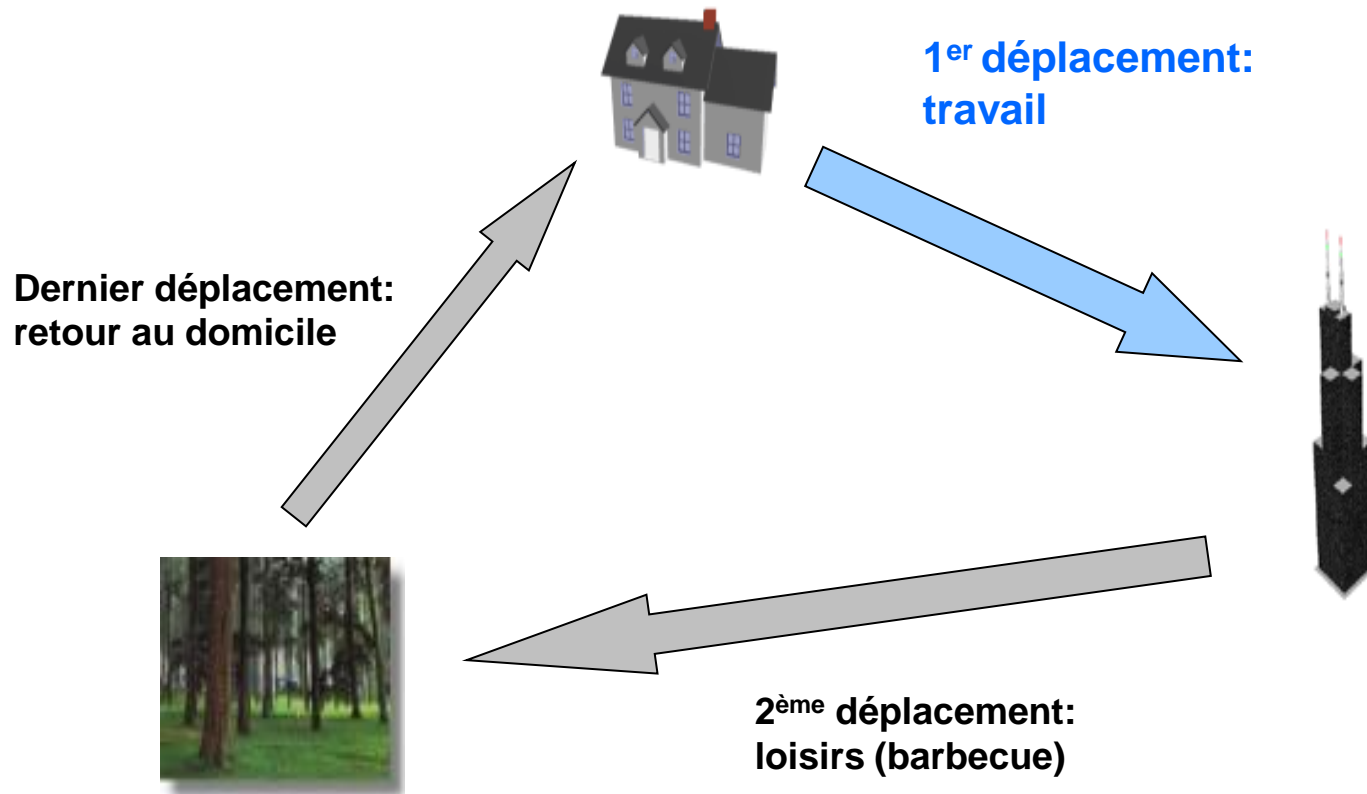 1er déplacement:
travail
Dernier déplacement:
retour au domicile
2ème déplacement:
loisirs (barbecue)